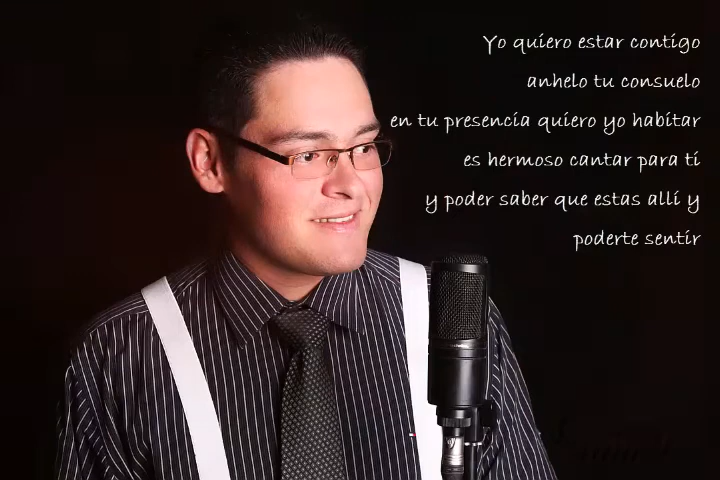 Yo quiero estar contigo
anhelo tu consuelo
en tu presencia quiero yo habitar
es hermoso cantar para ti
y poder saber que estas allí y
poderte sentir